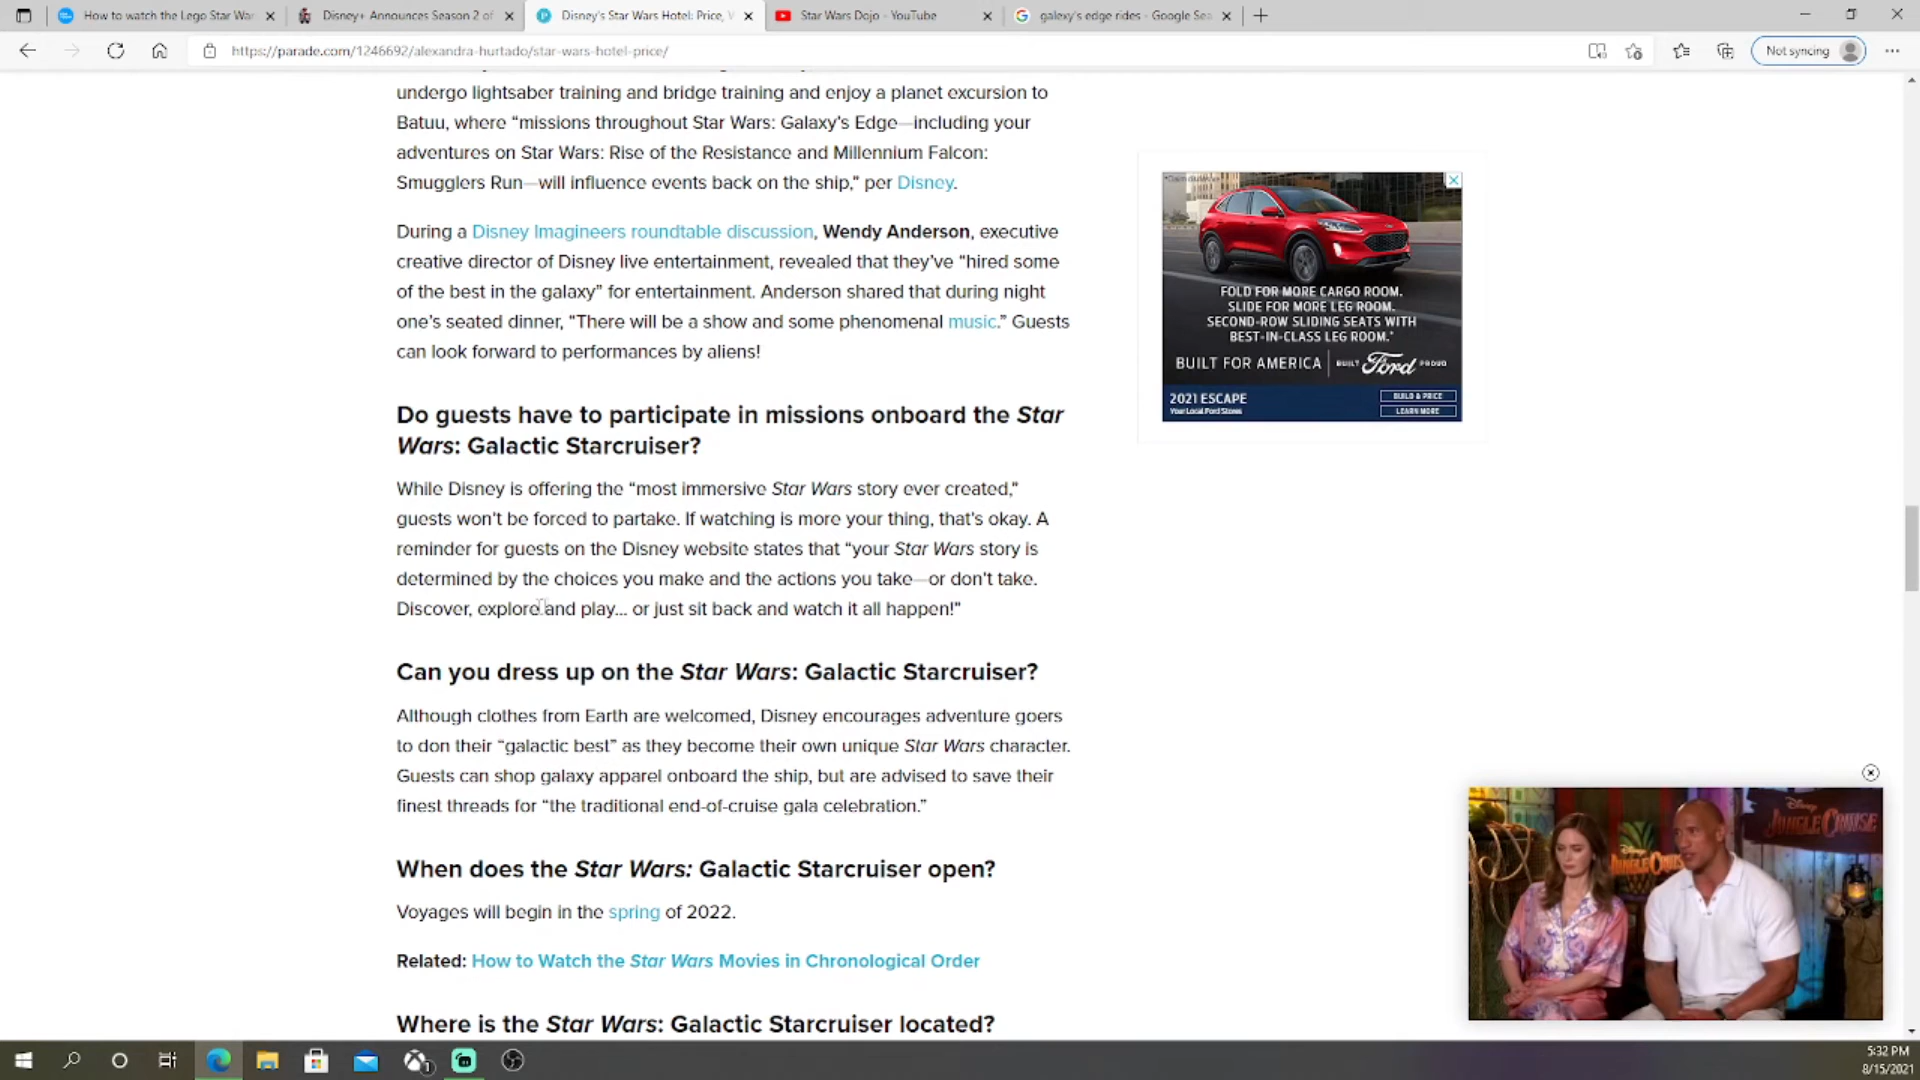 How to watch the Lego Star War
Disney+ Announces Season 2 of
Disney's Star Wars Hotel: Price, V
Star Wars Dojo - YouTube
galexy's edge rides - Google Sea
https://parade.com/1246692/alexandra-hurtado/star-wars-hotel-price/
Not syncing
undergo lightsaber training and bridge training and enjoy a planet excursion to
Batuu, where “missions throughout Star Wars: Galaxy’s Edge—including your
adventures on Star Wars: Rise of the Resistance and Millennium Falcon:
Smugglers Run—will influence events back on the ship,” per Disney.
During a Disney Imagineers roundtable discussion, Wendy Anderson, executive
creative director of Disney live entertainment, revealed that they’ve “hired some
of the best in the galaxy” for entertainment. Anderson shared that during night
one’s seated dinner, “There will be a show and some phenomenal music.” Guests
can look forward to performances by aliens!
Do guests have to participate in missions onboard the Star
Wars: Galactic Starcruiser?
While Disney is offering the “most immersive Star Wars story ever created,”
guests won’t be forced to partake. If watching is more your thing, that’s okay. A
reminder for guests on the Disney website states that “your Star Wars story is
determined by the choices you make and the actions you take—or don’t take.
Discover, explore and play... or just sit back and watch it all happen!”
Can you dress up on the Star Wars: Galactic Starcruiser?
Although clothes from Earth are welcomed, Disney encourages adventure goers
to don their “galactic best” as they become their own unique Star Wars character.
Guests can shop galaxy apparel onboard the ship, but are advised to save their
finest threads for “the traditional end-of-cruise gala celebration.”
When does the Star Wars: Galactic Starcruiser open?
Voyages will begin in the spring of 2022.
Related: How to Watch the Star Wars Movies in Chronological Order
Where is the Star Wars: Galactic Starcruiser located?
FOLD FOR MORE CARGO ROOM.
SLIDE FOR MORE LEG ROOM.
SECOND-ROW SLIDING SEATS WITH
BEST-IN-CLASS LEG ROOM.*
BUILT FOR AMERICA
BUILT Ford PROUD
2021 ESCAPE
Your Local Ford Stores
BUILD & PRICE
LEARN MORE
Disney
JUNGLE CRUISE
JUNGLE CRUISE
1
5:32 PM
8/15/2021